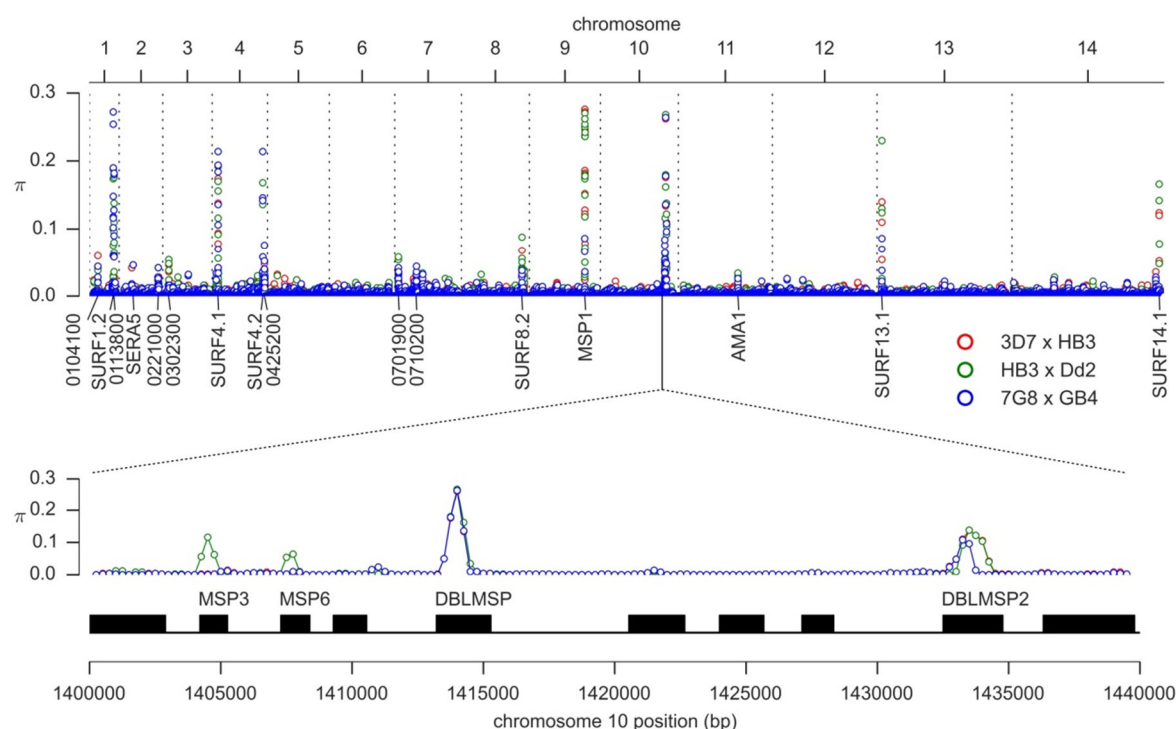 chromosome
1 2 3 4 5 6 7 8 9 10 11 12 13 14
0.3
0.2
π
0.1
0.0
0104100
SURF1.2
0113800
SERA5
0221000
0302300
SURF4.1
SURF4.2
0425200
0701900
0710200
SURF8.2
MSP1
AMA1
SURF13.1
SURF14.1
3D7 x HB3
HB3 x Dd2
7G8 x GB4
0.3
π 0.2
0.1
0.0
MSP3 MSP6 DBLMSP DBLMSP2
1400000 1405000 1410000 1415000 1420000 1425000 1430000 1435000 1440000
chromosome 10 position (bp)